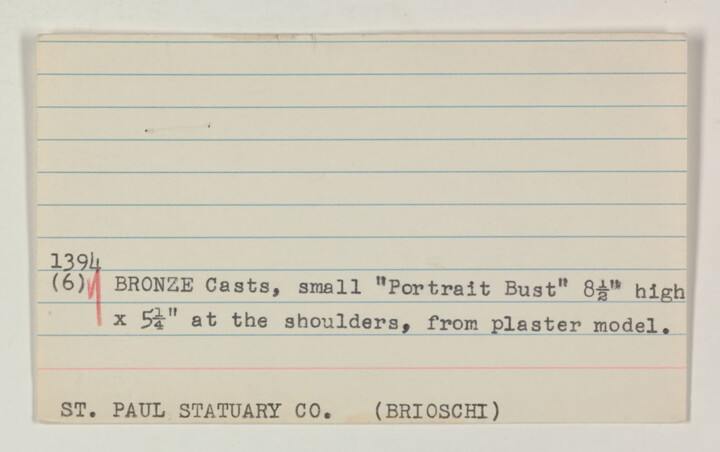 1394
(6) BRONZE Casts, small "Portrait Bust" 8½" high
x 5¼" at the shoulders, from plaster model.
ST. PAUL STATUARY CO. (BRIOSCHI)